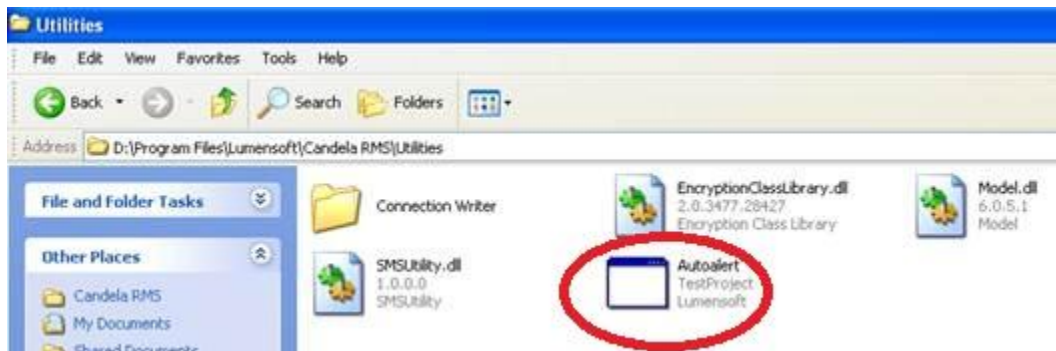 Utilities
File Edit View Favorites Tools Help
Back Search Folders
Address D:\Program Files\Lumensoft\Candela RMS\Utilities
File and Folder Tasks
Connection Writer
EncryptionClassLibrary.dll
2.0.3477.28427
Encryption Class Library
Model.dll
6.0.5.1
Model
Other Places
Candela RMS
My Documents
Shared Documents
SMSUtility.dll
1.0.0.0
SMSUtility
Autoalert
TestProject
Lumensoft